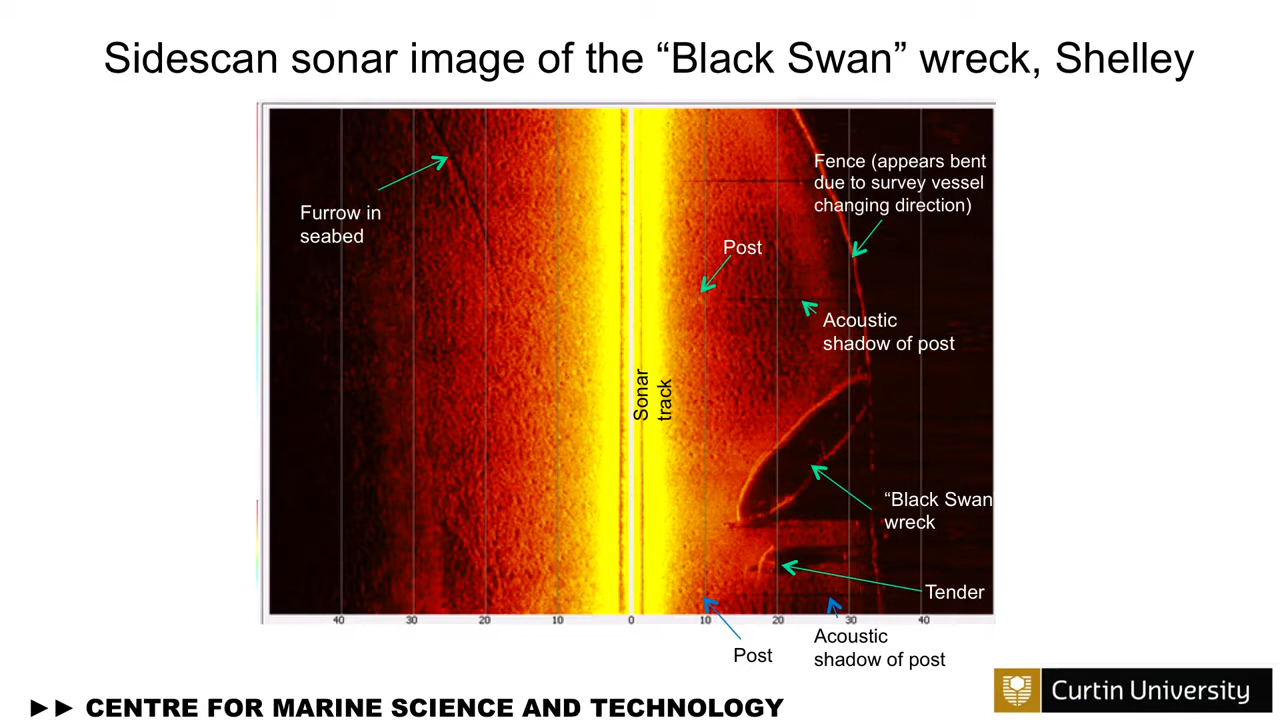 Sidescan sonar image of the “Black Swan” wreck, Shelley
Fence (appears bent
due to survey vessel
changing direction)
Furrow in
seabed
Post
Acoustic
shadow of post
Sonar
track
“Black Swan
wreck
Tender
40 30 20 10 0 10 20 30 40
Post
Acoustic
shadow of post
►► CENTRE FOR MARINE SCIENCE AND TECHNOLOGY
Curtin University